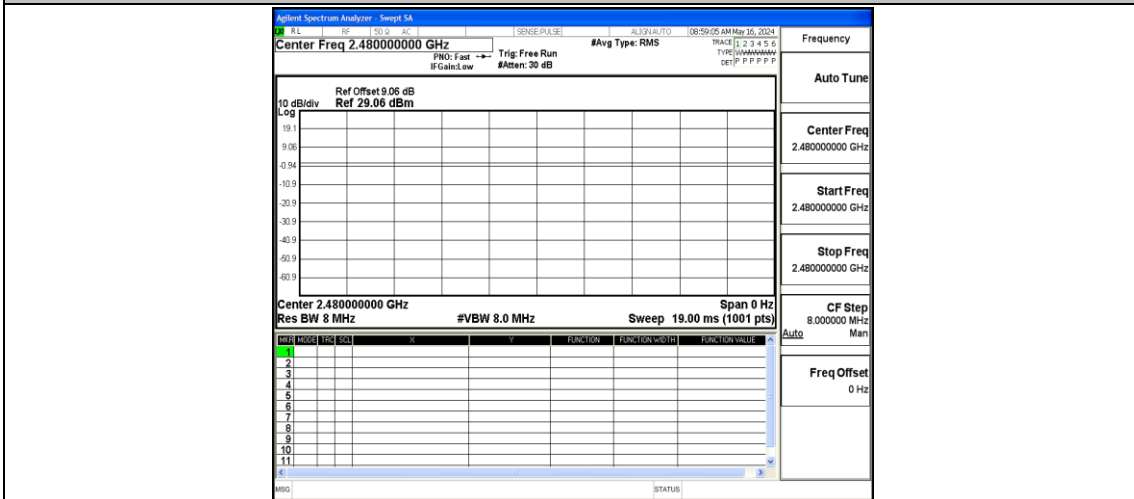 Agilent Spectrum Analyzer - Swept SA
RL RF 50 Ω AC SENSE:PULSE ALIGNAUTO 08:59:05 AM May 16, 2024
Center Freq 2.480000000 GHz
PNO: Fast
IFGain:Low
Trig: Free Run
#Atten: 30 dB
#Avg Type: RMS
TRACE 1 2 3 4 5 6
TYPE WWWWWW
DET P P P P P P
Ref Offset 9.06 dB
10 dB/div Ref 29.06 dBm
Log
19.1
9.06
-0.94
-10.9
-20.9
-30.9
-40.9
-50.9
-60.9
Center 2.480000000 GHz Span 0 Hz
Res BW 8 MHz #VBW 8.0 MHz Sweep 19.00 ms (1001 pts)
MKR MODE TRC SCL X Y FUNCTION FUNCTION WIDTH FUNCTION VALUE
1
2
3
4
5
6
7
8
9
10
11
MSG STATUS
Frequency
Auto Tune
Center Freq
2.480000000 GHz
Start Freq
2.480000000 GHz
Stop Freq
2.480000000 GHz
CF Step
8.000000 MHz
Auto Man
Freq Offset
0 Hz